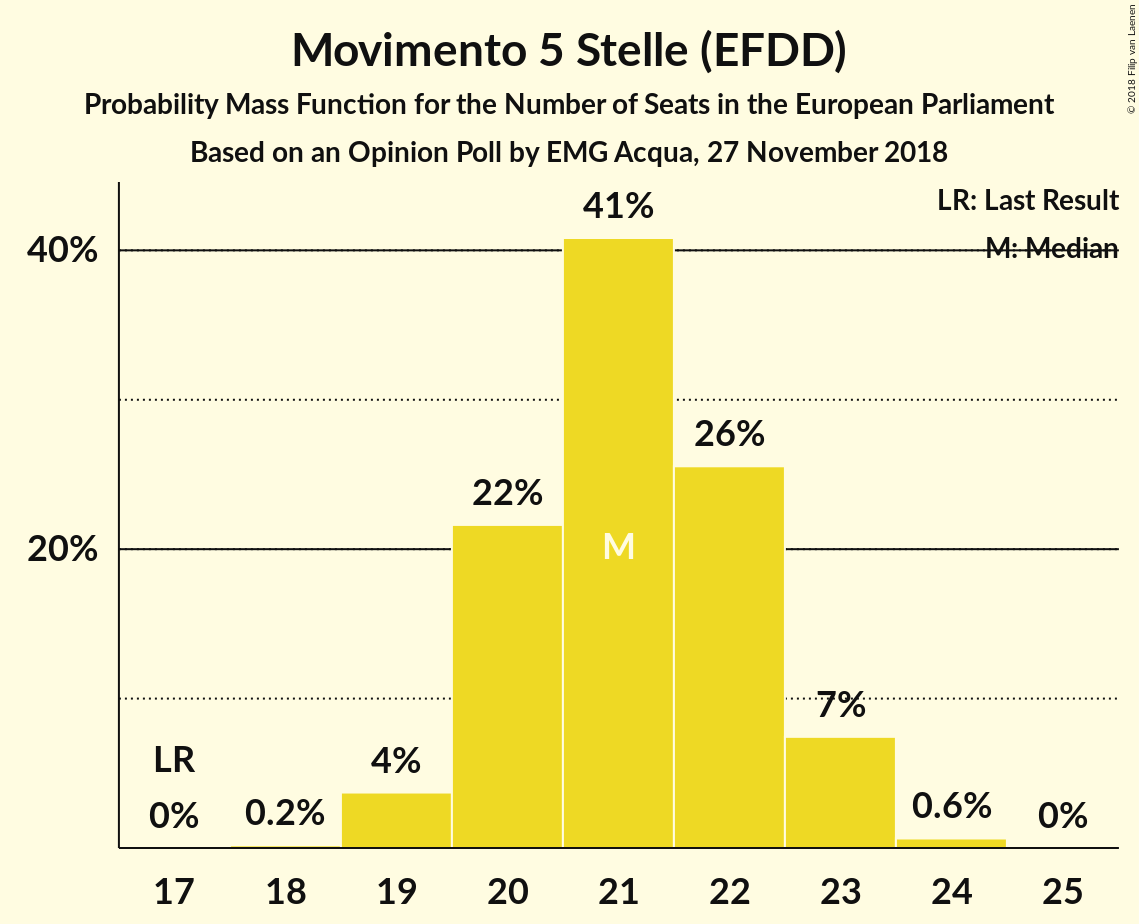 Movimento 5 Stelle (EFDD)
Probability Mass Function for the Number of Seats in the European Parliament
Based on an Opinion Poll by EMG Acqua, 27 November 2018
© 2018 Filip van Laenen
LR: Last Result
M: Median
41%
40%
26%
22%
M
20%
7%
LR
4%
0%
0.2%
0.6%
0%
17 18 19 20 21 22 23 24 25